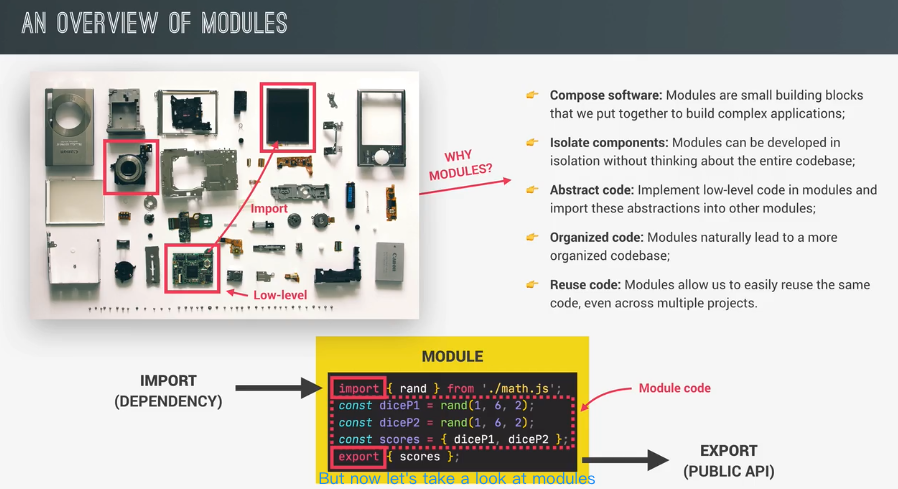 AN OVERVIEW OF MODULES
Import
Low-level
WHY
MODULES?
👉 Compose software: Modules are small building blocks
that we put together to build complex applications;
👉 Isolate components: Modules can be developed in
isolation without thinking about the entire codebase;
👉 Abstract code: Implement low-level code in modules and
import these abstractions into other modules;
👉 Organized code: Modules naturally lead to a more
organized codebase;
👉 Reuse code: Modules allow us to easily reuse the same
code, even across multiple projects.
IMPORT
(DEPENDENCY)
MODULE
import { rand } from './math.js';
const diceP1 = rand(1, 6, 2);
const diceP2 = rand(1, 6, 2);
const scores = { diceP1, diceP2 };
export { scores };
Module code
EXPORT
(PUBLIC API)
But now let's take a look at modules